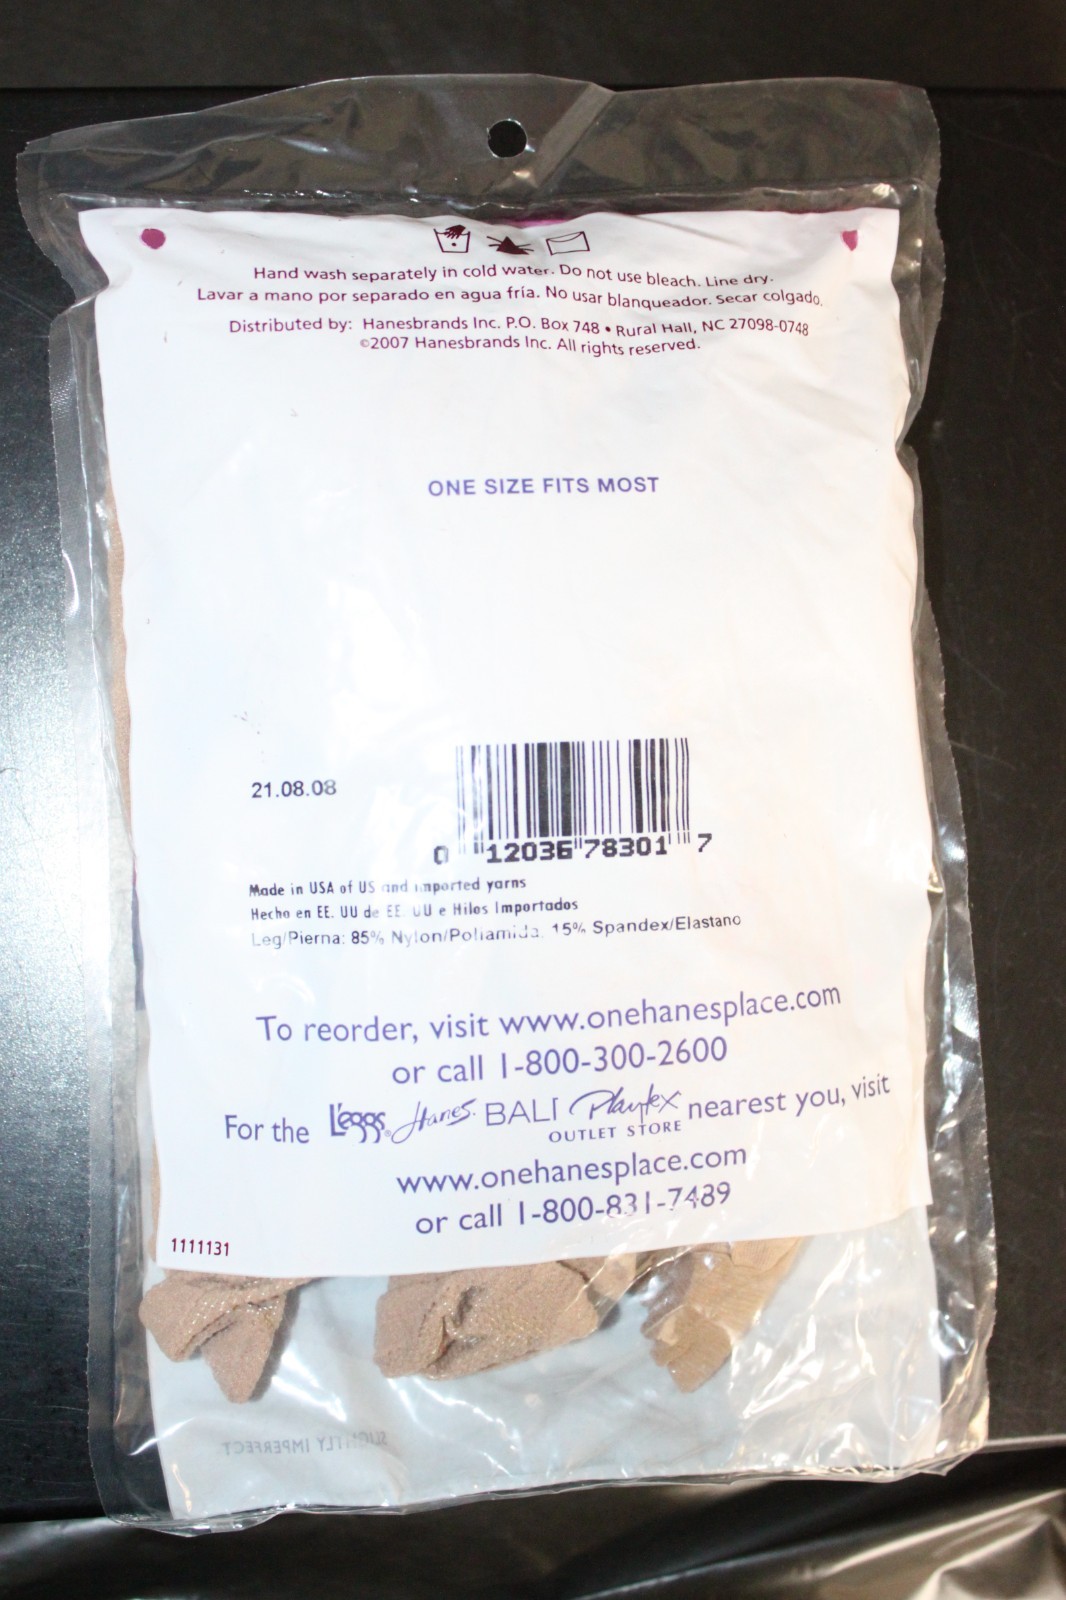 Hand wash separately in cold water. Do not use bleach. Line dry.
Lavar a mano por separado en agua fría. No usar blanqueador. Secar colgado.
Distributed by: Hanesbrands Inc. P.O. Box 748 • Rural Hall, NC 27098-0748
©2007 Hanesbrands Inc. All rights reserved.
ONE SIZE FITS MOST
21.08.08
0 12036 78301 7
Made in USA of US and imported yarns
Hecho en EE. UU de EE. UU e Hilos Importados
Leg/Pierna: 85% Nylon/Poliamida, 15% Spandex/Elastano
To reorder, visit www.onehanesplace.com
or call 1-800-300-2600
For the L'eggs® Hanes. BALI Playtex nearest you, visit
OUTLET STORE
www.onehanesplace.com
or call 1-800-831-7489
1111131
SLIGHTLY IMPERFECT